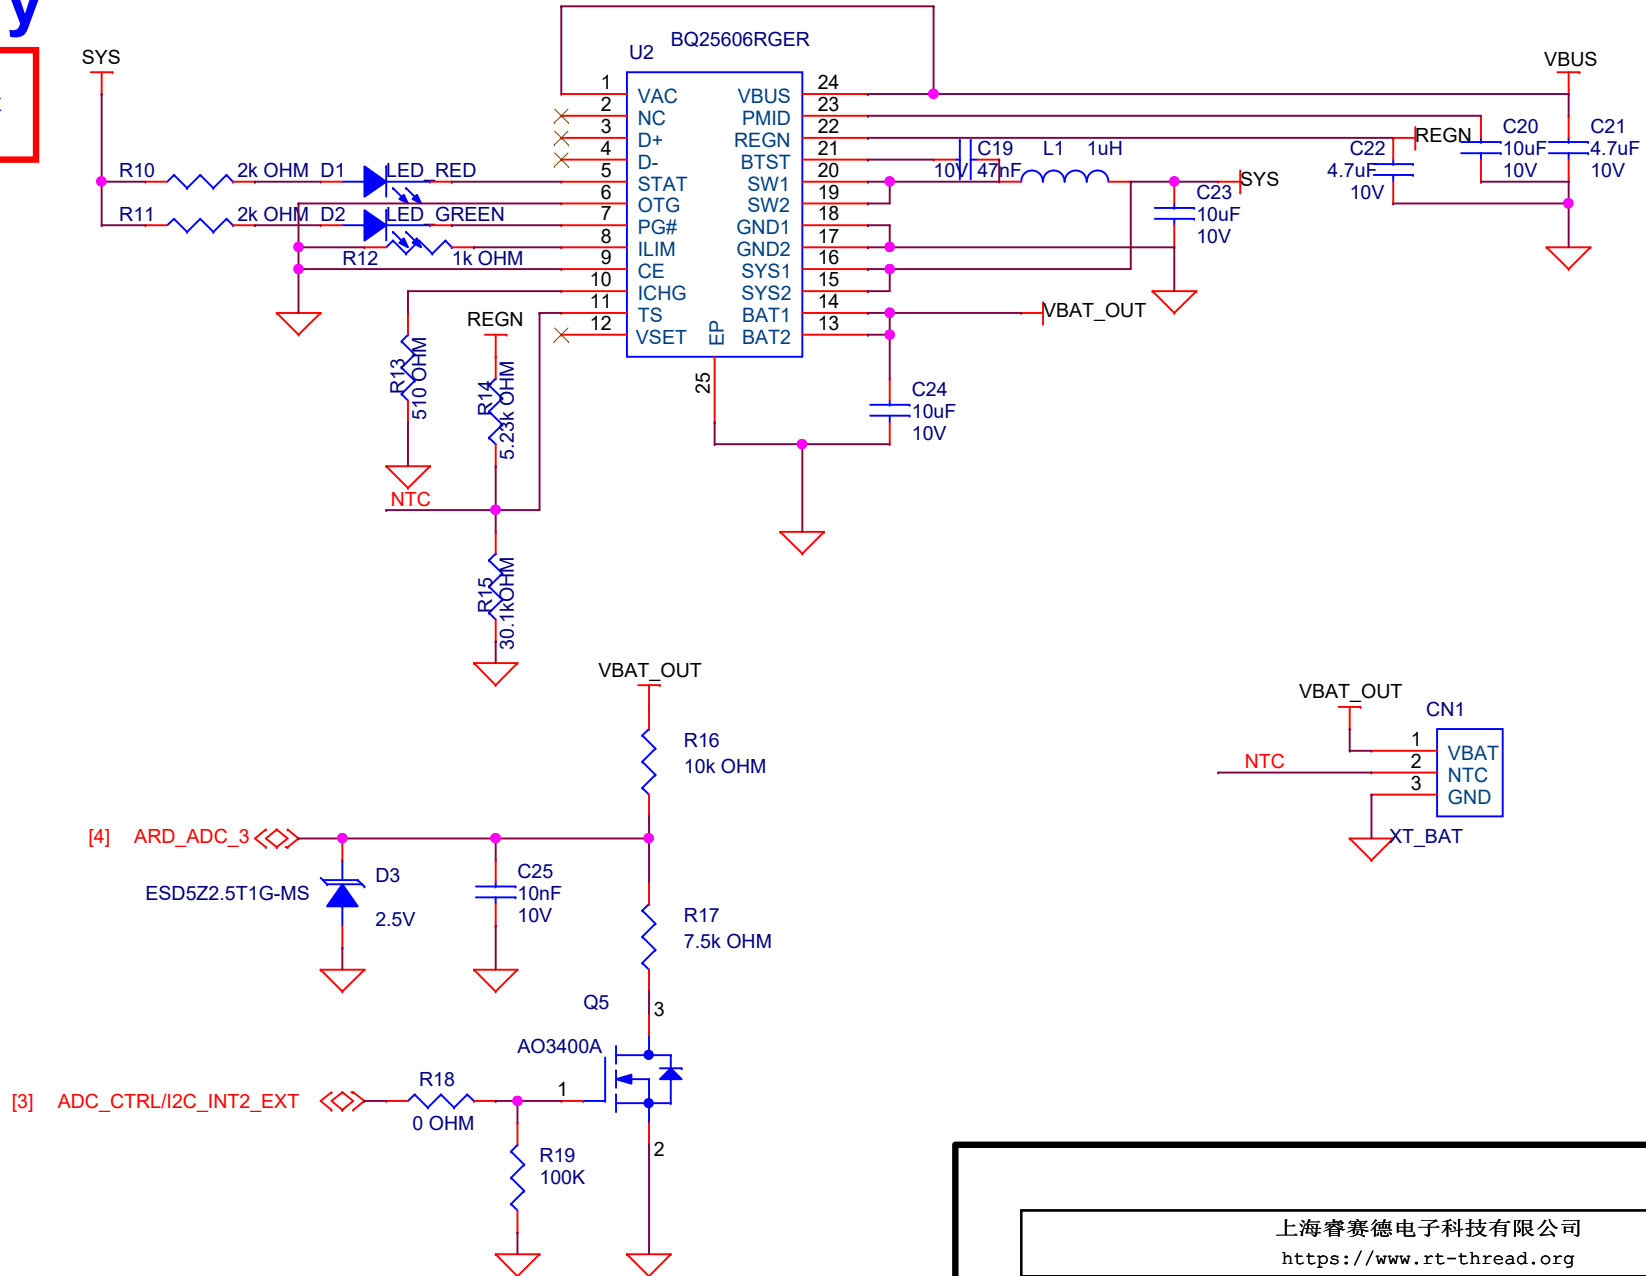 y
SYS
U2
BQ25606RGER
VBUS
1
VAC
VBUS
24
2
NC
PMID
23
3
D+
REGN
22
REGN
4
D-
BTST
21
C19
10V
47nF
L1
1uH
C22
4.7uF
10V
C20
10uF
10V
C21
4.7uF
10V
R10
2k OHM
D1
LED_RED
5
STAT
SW1
20
SYS
6
OTG
SW2
19
C23
10uF
10V
R11
2k OHM
D2
LED_GREEN
7
PG#
GND1
18
R12
1k OHM
8
ILIM
GND2
17
9
CE
SYS1
16
10
ICHG
SYS2
15
11
TS
BAT1
14
VBAT_OUT
12
VSET
BAT2
13
EP
25
REGN
R13
510 OHM
R14
5.23k OHM
C24
10uF
10V
NTC
R15
30.1kOHM
VBAT_OUT
R16
10k OHM
[4] ARD_ADC_3
D3
ESD5Z2.5T1G-MS
2.5V
C25
10nF
10V
R17
7.5k OHM
Q5
3
AO3400A
1
2
[3] ADC_CTRL/I2C_INT2_EXT
R18
0 OHM
R19
100K
VBAT_OUT
CN1
1
VBAT
NTC
2
NTC
3
GND
XT_BAT
上海睿赛德电子科技有限公司
https://www.rt-thread.org